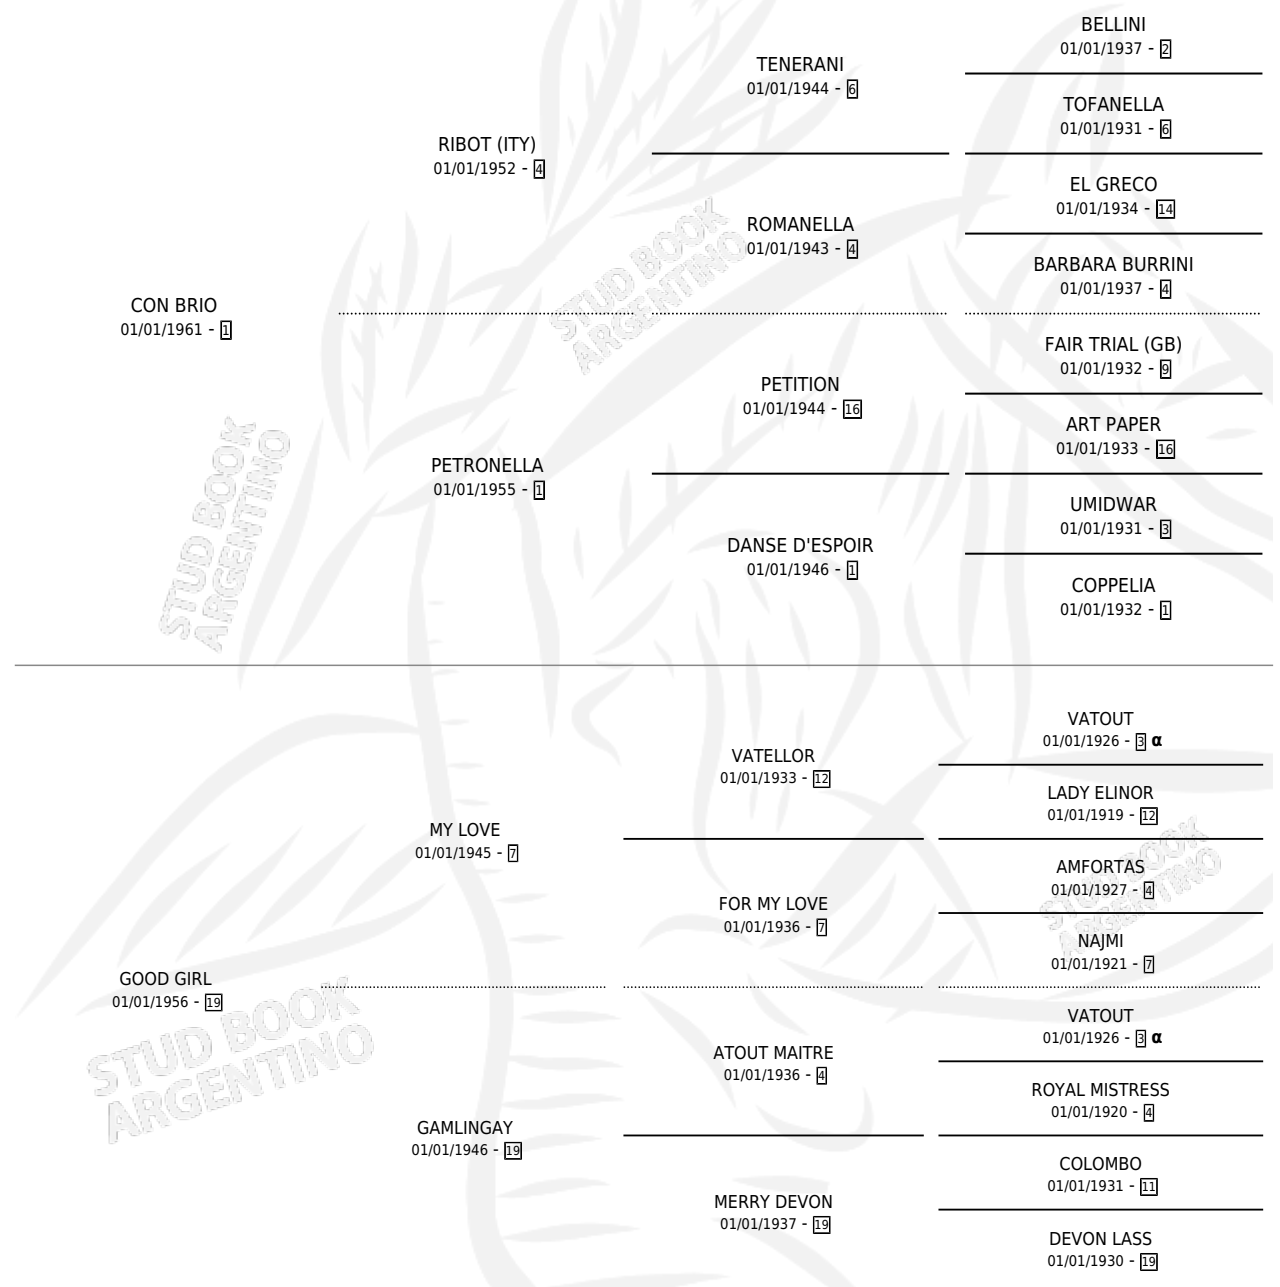 BELLINI
01/01/1937 - 2
TENERANI
01/01/1944 - 6
TOFANELLA
01/01/1931 - 6
RIBOT (ITY)
01/01/1952 - 4
EL GRECO
01/01/1934 - 14
ROMANELLA
01/01/1943 - 4
BARBARA BURRINI
01/01/1937 - 4
CON BRIO
01/01/1961 - 1
FAIR TRIAL (GB)
01/01/1932 - 9
PETITION
01/01/1944 - 16
ART PAPER
01/01/1933 - 16
PETRONELLA
01/01/1955 - 1
UMIDWAR
01/01/1931 - 3
DANSE D'ESPOIR
01/01/1946 - 1
COPPELIA
01/01/1932 - 1
VATOUT
01/01/1926 - 3 α
VATELLOR
01/01/1933 - 12
LADY ELINOR
01/01/1919 - 12
MY LOVE
01/01/1945 - 7
AMFORTAS
01/01/1927 - 4
FOR MY LOVE
01/01/1936 - 7
NAJMI
01/01/1921 - 7
GOOD GIRL
01/01/1956 - 19
VATOUT
01/01/1926 - 3 α
ATOUT MAITRE
01/01/1936 - 4
ROYAL MISTRESS
01/01/1920 - 4
GAMLINGAY
01/01/1946 - 19
COLOMBO
01/01/1931 - 11
MERRY DEVON
01/01/1937 - 19
DEVON LASS
01/01/1930 - 19
STUD BOOK
ARGENTINO
STUD BOOK
ARGENTINO
STUD BOOK
ARGENTINO
STUD BOOK
ARGENTINO